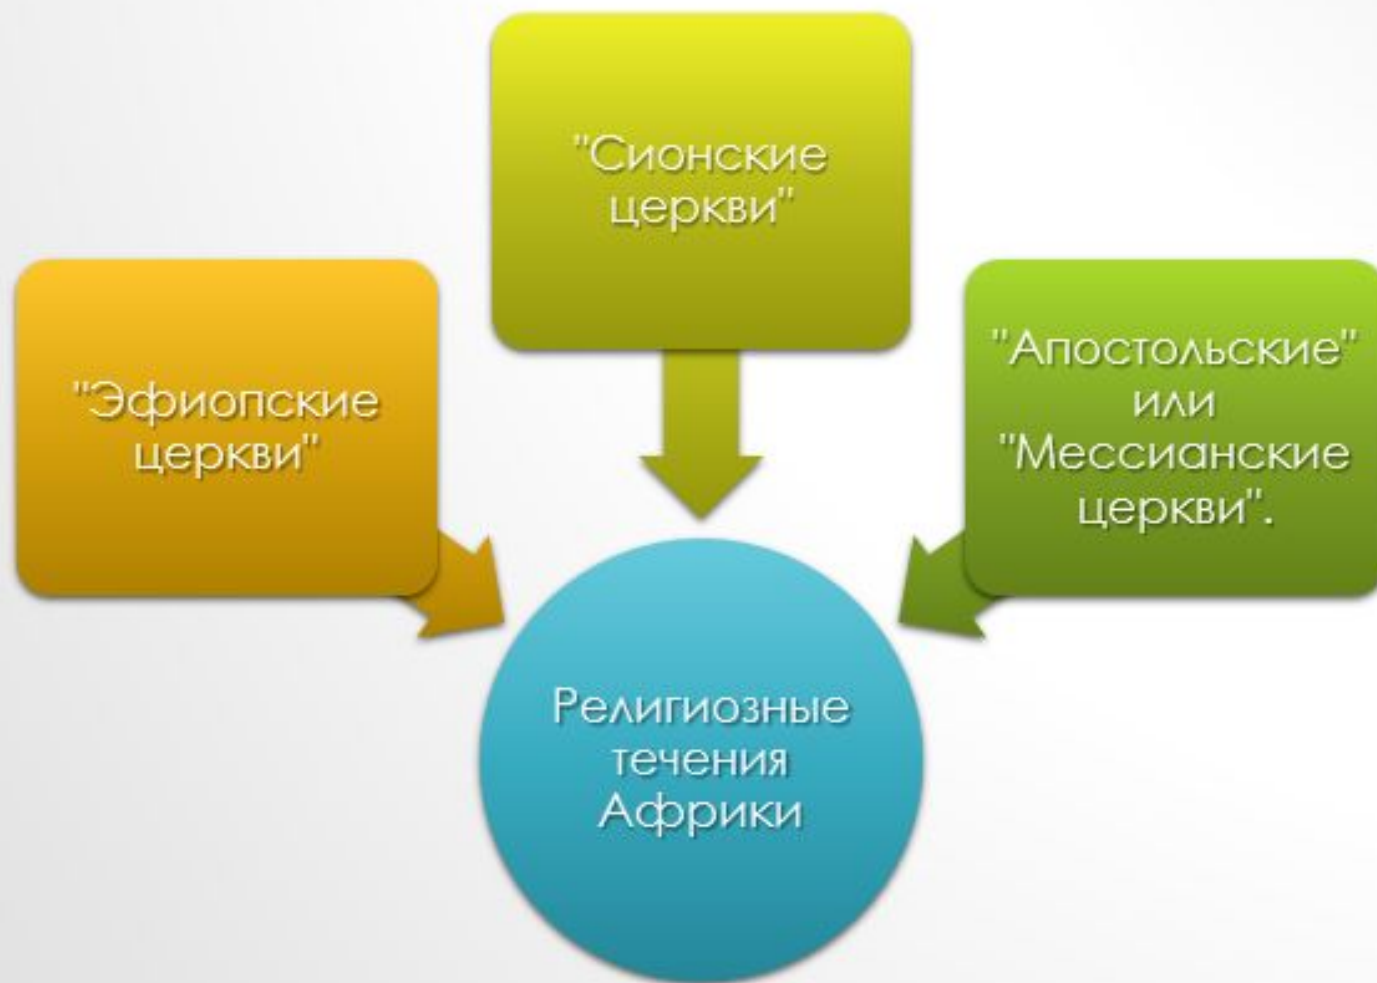 "Сионские
церкви"
"Эфиопские
церкви"
"Апостольские"
или
"Мессианские
церкви".
Религиозные
течения
Африки